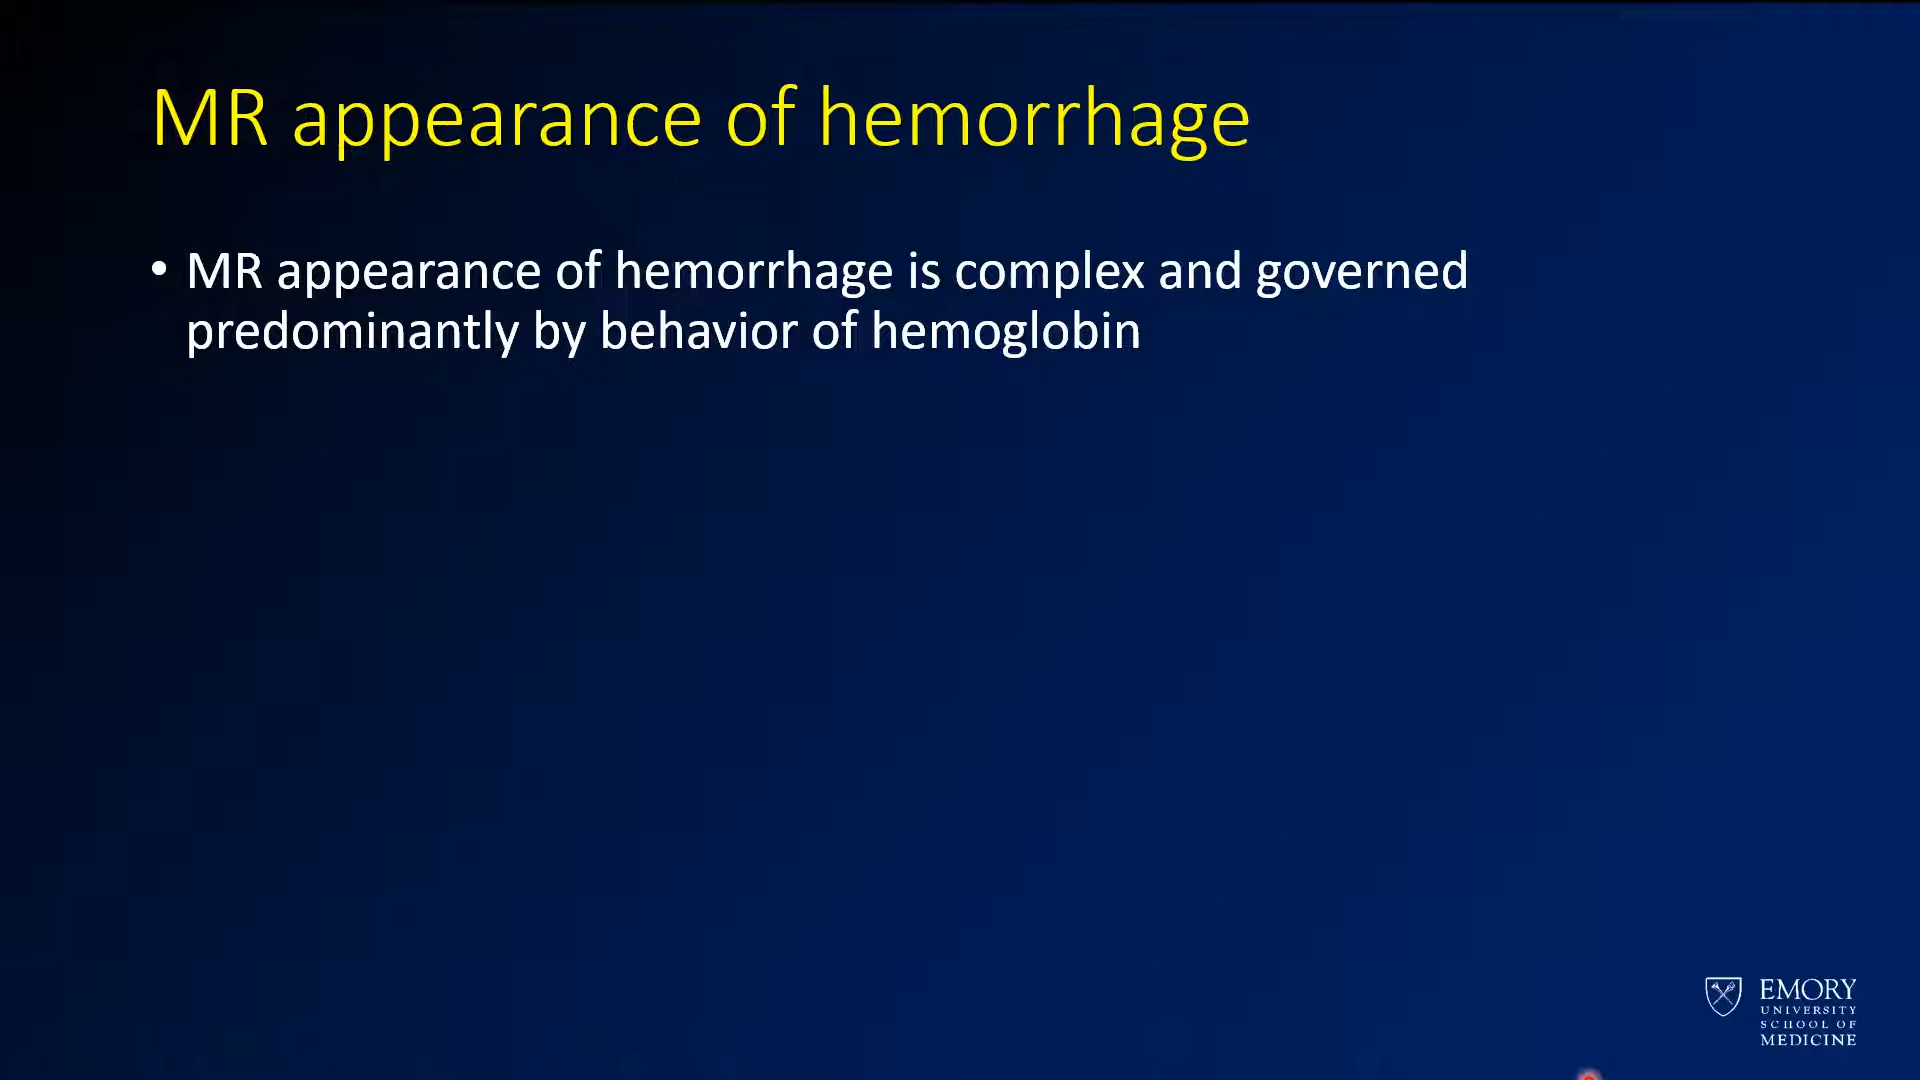 MR appearance of hemorrhage
• MR appearance of hemorrhage is complex and governed
predominantly by behavior of hemoglobin
EMORY
UNIVERSITY
SCHOOL OF
MEDICINE